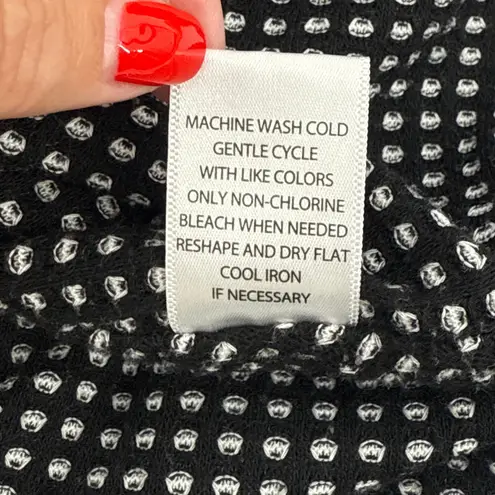 MACHINE WASH COLD
GENTLE CYCLE
WITH LIKE COLORS
ONLY NON-CHLORINE
BLEACH WHEN NEEDED
RESHAPE AND DRY FLAT
COOL IRON
IF NECESSARY